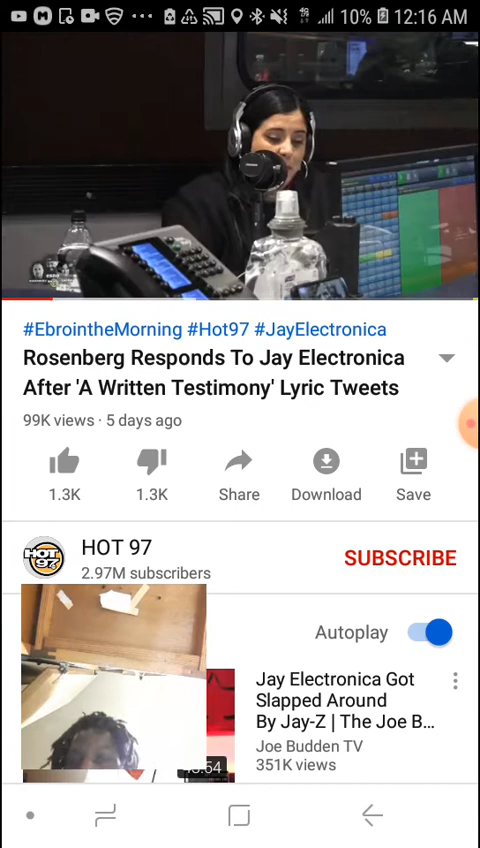 10% 12:16 AM
#EbrointheMorning #Hot97 #JayElectronica
Rosenberg Responds To Jay Electronica
After 'A Written Testimony' Lyric Tweets
99K views · 5 days ago
1.3K 1.3K Share Download Save
HOT 97
HOT 97
2.97M subscribers
SUBSCRIBE
Autoplay
Jay Electronica Got
Slapped Around
By Jay-Z | The Joe B...
Joe Budden TV
351K views